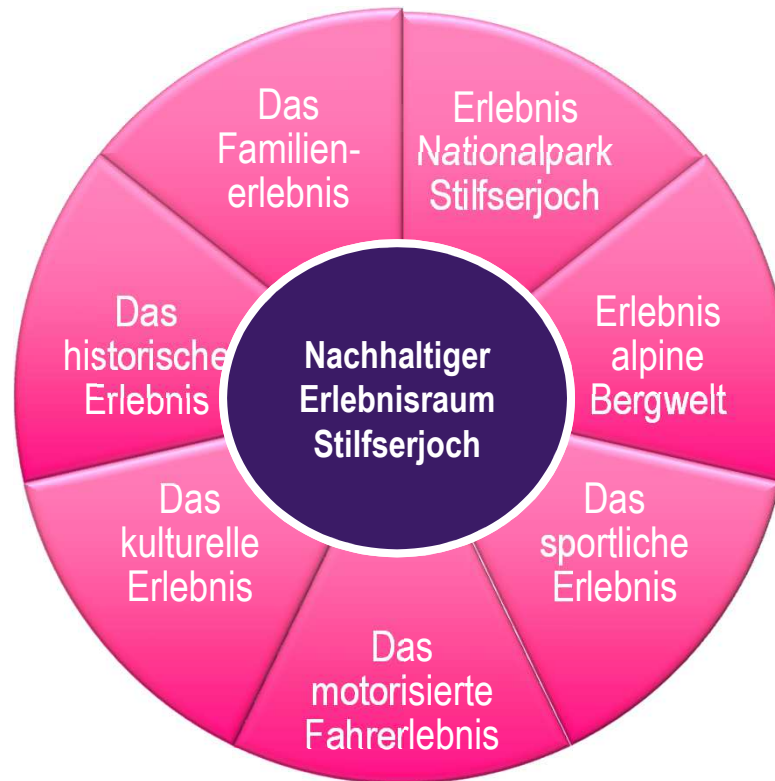 Das
Familien-
erlebnis
Erlebnis
Nationalpark
Stilfserjoch
Erlebnis
alpine
Bergwelt
Das
sportliche
Erlebnis
Das
motorisierte
Fahrerlebnis
Das
kulturelle
Erlebnis
Das
historische
Erlebnis
Nachhaltiger
Erlebnisraum
Stilfserjoch